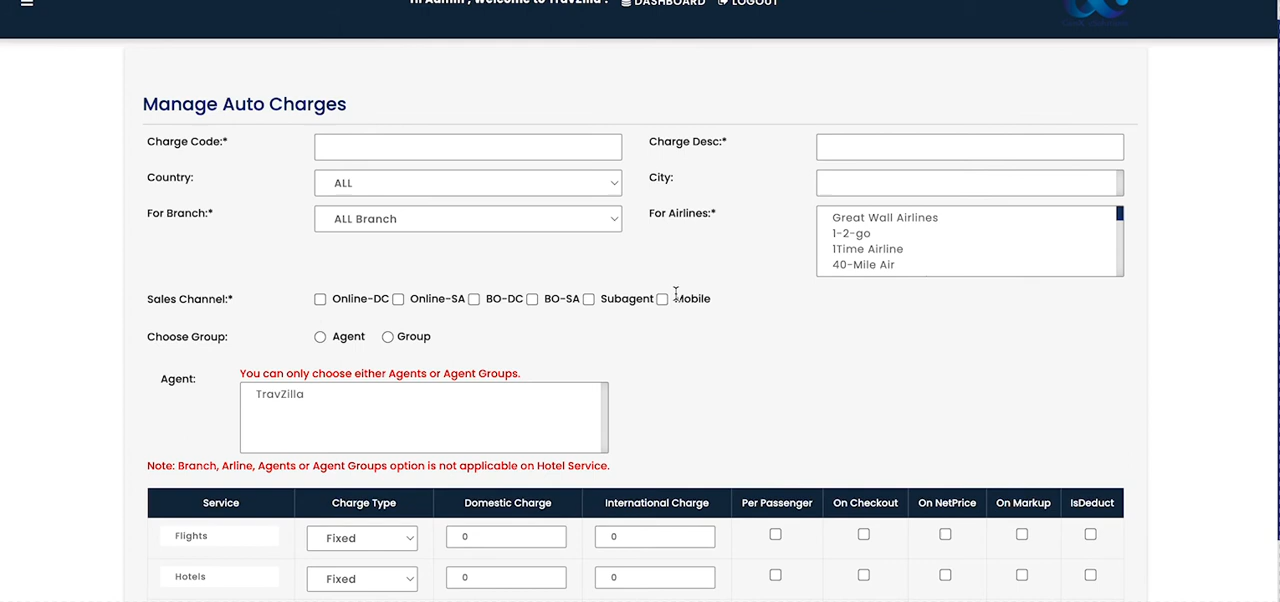 Hi Admin, Welcome to TravZilla! DASHBOARD LOGOUT
Manage Auto Charges
Charge Code:* Charge Desc:*
Country: ALL City:
For Branch:* ALL Branch For Airlines:* Great Wall Airlines
1-2-go
1Time Airline
40-Mile Air
Sales Channel:* Online-DC Online-SA BO-DC BO-SA Subagent Mobile
Choose Group: Agent Group
Agent: You can only choose either Agents or Agent Groups.
TravZilla
Note: Branch, Arline, Agents or Agent Groups option is not applicable on Hotel Service.
Service Charge Type Domestic Charge International Charge Per Passenger On Checkout On NetPrice On Markup IsDeduct
Flights Fixed 0 0
Hotels Fixed 0 0